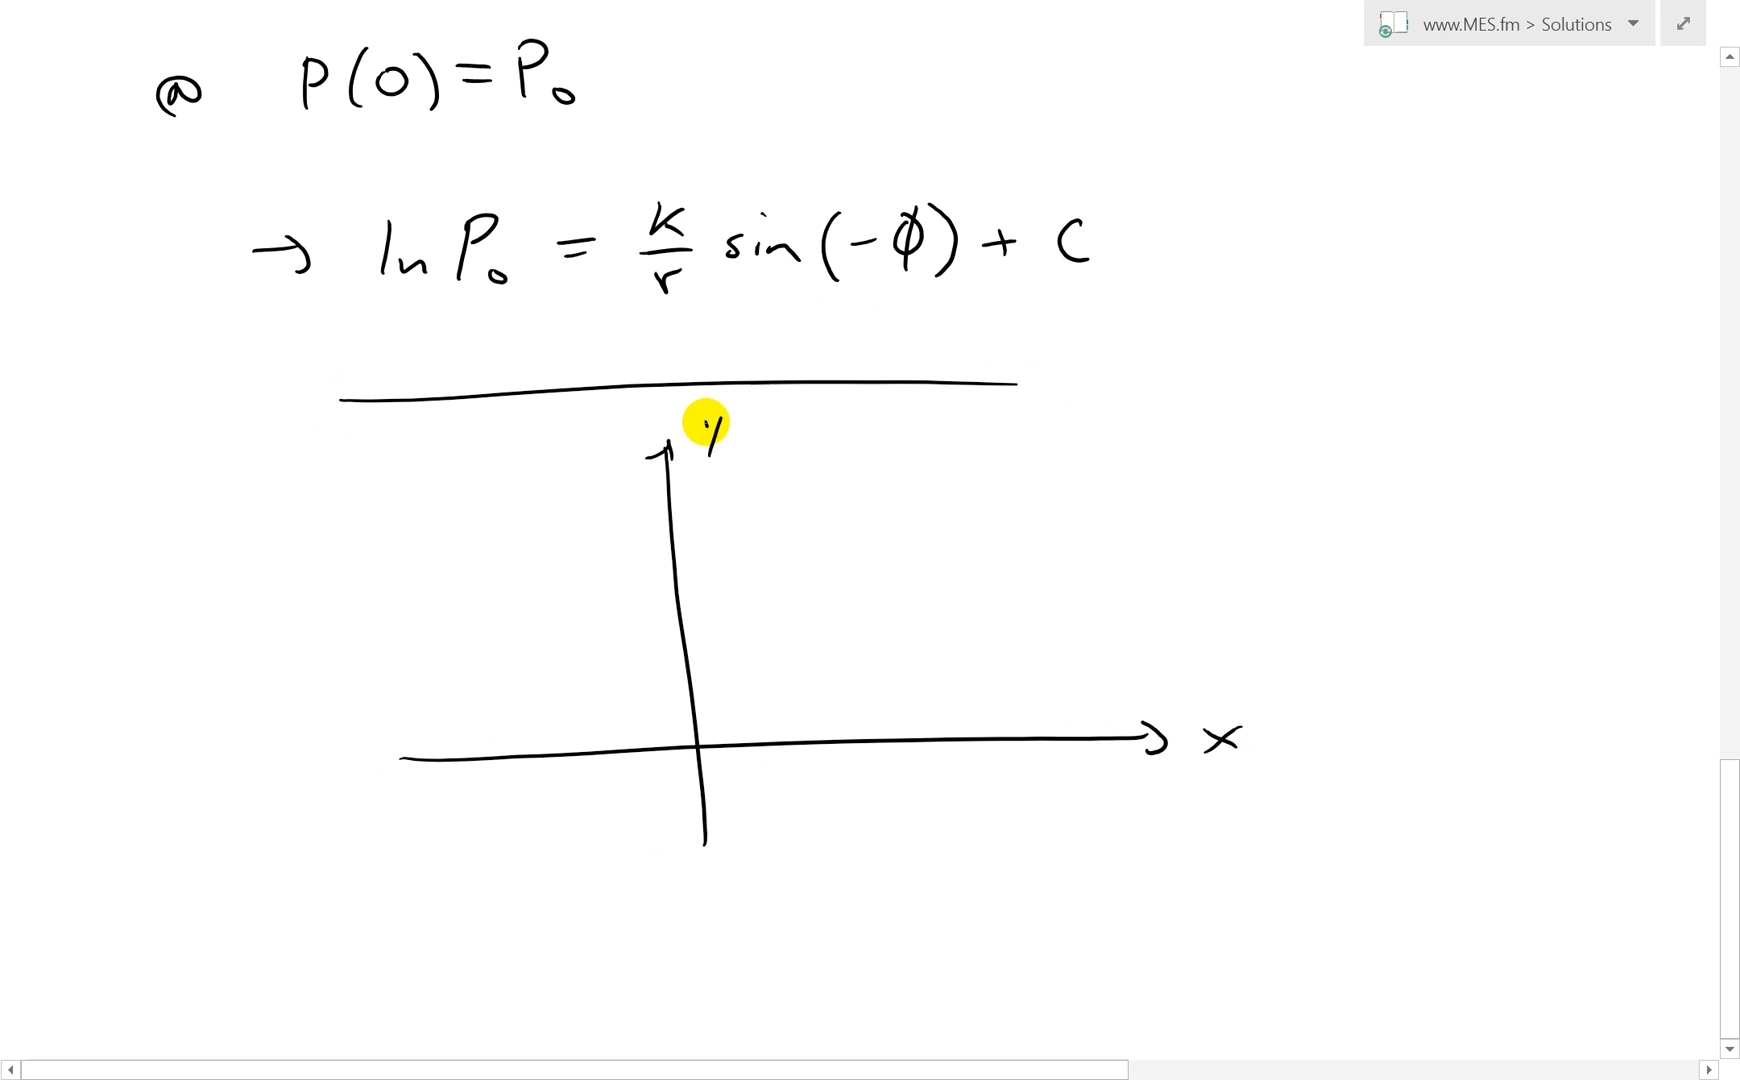 www.MES.fm > Solutions
@ P(0) = P₀
→ ln P₀ = k/r sin(-φ) + C
x